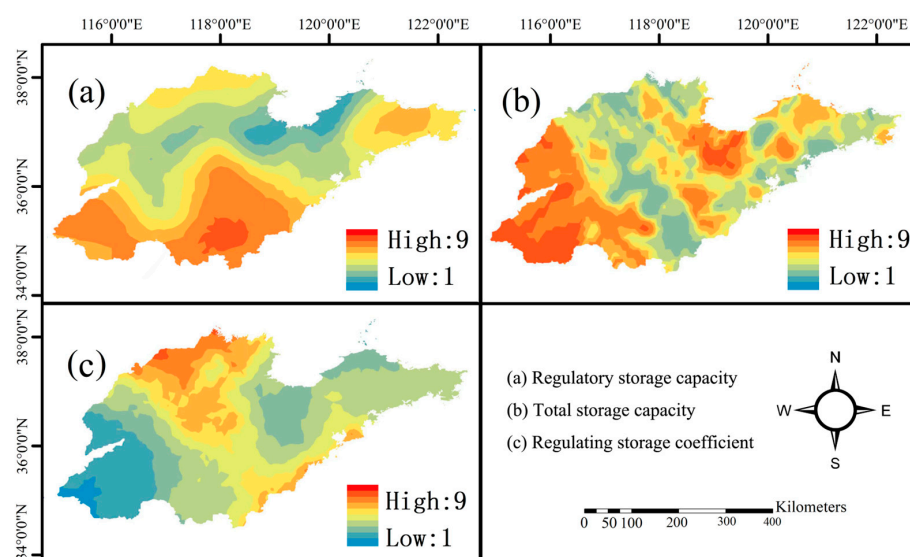 116°0'0"E 118°0'0"E 120°0'0"E 122°0'0"E 116°0'0"E 118°0'0"E 120°0'0"E 122°0'0"E
38°0'0"N
36°0'0"N
34°0'0"N
(a)
High:9
Low:1
(b)
High:9
Low:1
38°0'0"N
36°0'0"N
34°0'0"N
(c)
High:9
Low:1
(a) Regulatory storage capacity
(b) Total storage capacity
(c) Regulating storage coefficient
N
W E
S
Kilometers
0 50 100 200 300 400